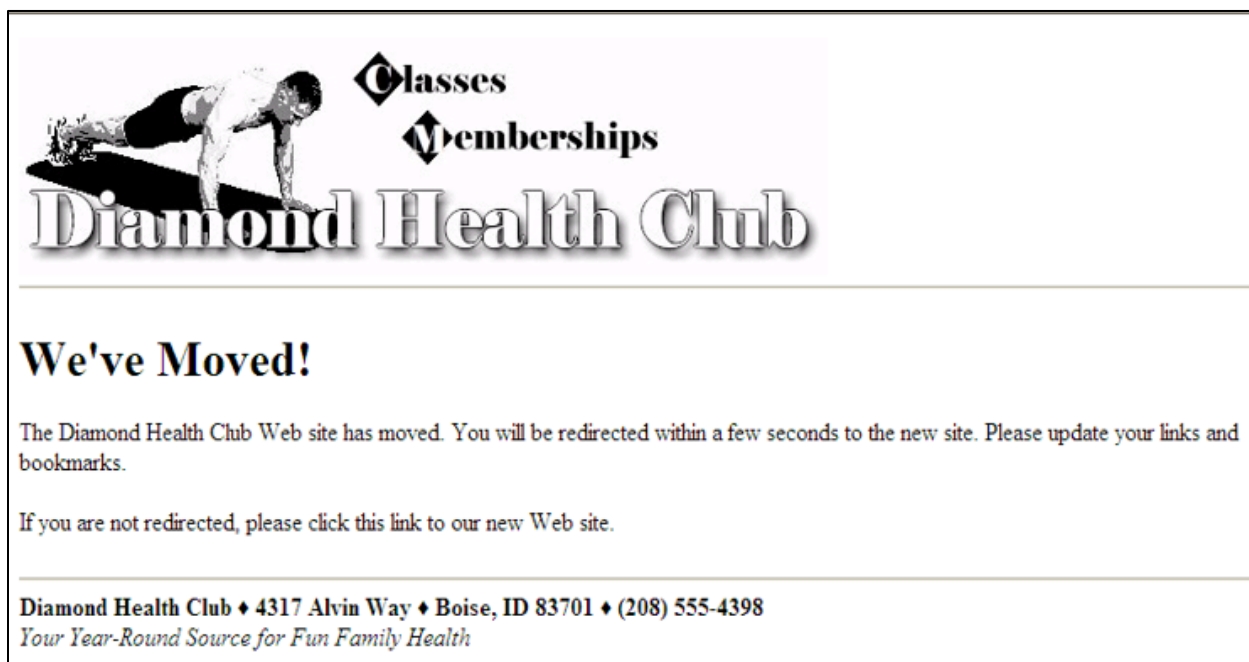 Classes
Memberships
Diamond Health Club
We've Moved!
The Diamond Health Club Web site has moved. You will be redirected within a few seconds to the new site. Please update your links and
bookmarks.
If you are not redirected, please click this link to our new Web site.
Diamond Health Club ♦ 4317 Alvin Way ♦ Boise, ID 83701 ♦ (208) 555-4398
Your Year-Round Source for Fun Family Health